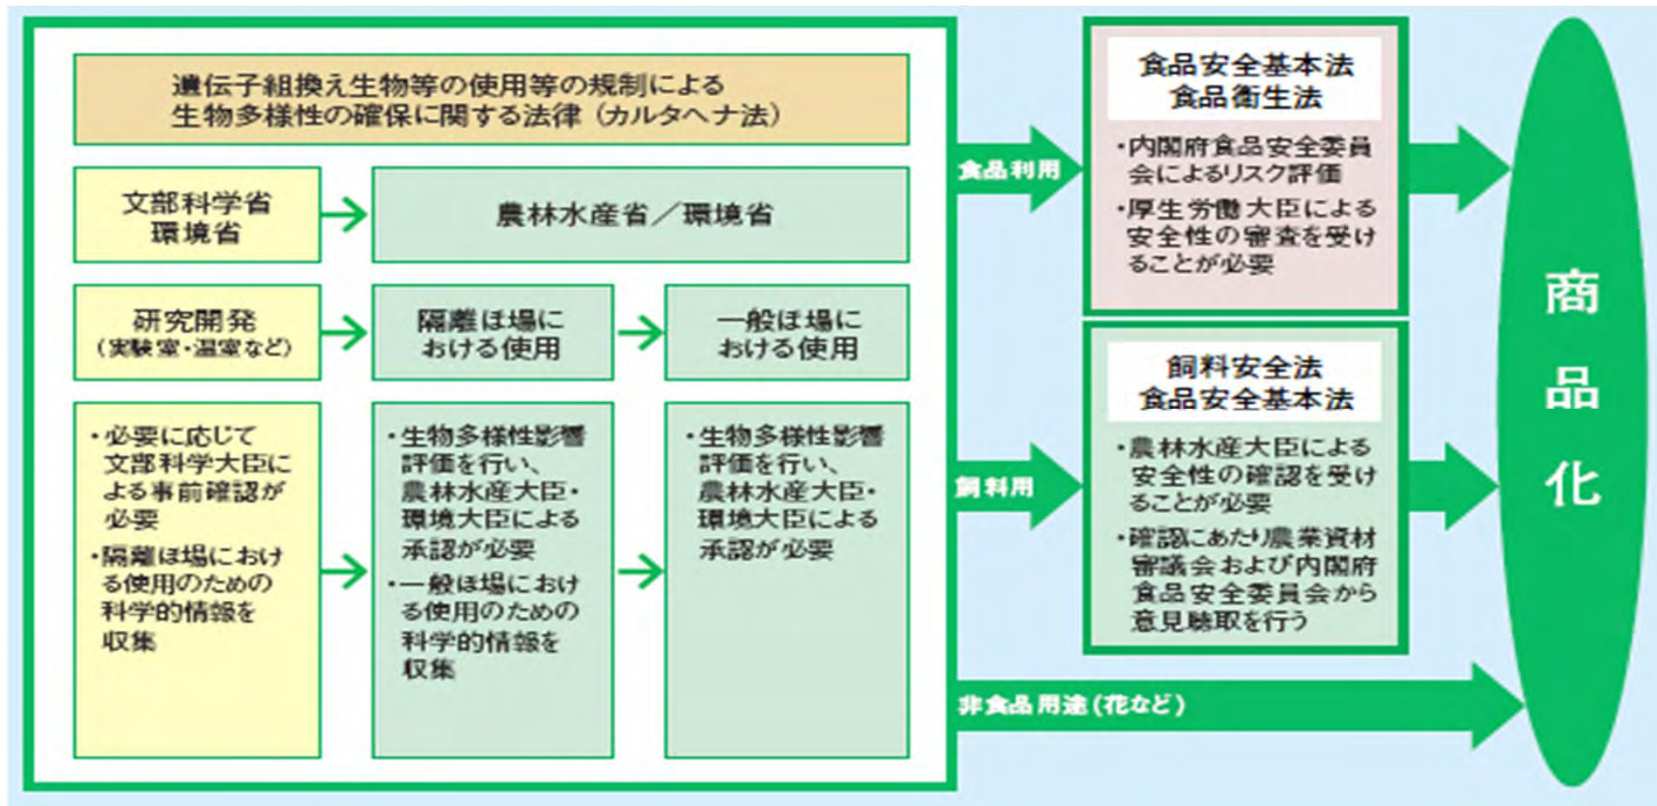 遺伝子組換え生物等の使用等の規制による
生物多様性の確保に関する法律（カルタヘナ法）
文部科学省
環境省
農林水産省／環境省
研究開発
（実験室・温室など）
隔離ほ場に
おける使用
一般ほ場に
おける使用
・必要に応じて
文部科学大臣に
よる事前確認が
必要
・隔離ほ場におけ
る使用のための
科学的情報を
収集
・生物多様性影響
評価を行い、
農林水産大臣・
環境大臣による
承認が必要
・一般ほ場におけ
る使用のための
科学的情報を
収集
・生物多様性影響
評価を行い、
農林水産大臣・
環境大臣による
承認が必要
食品利用
食品安全基本法
食品衛生法
・内閣府食品安全委員
会によるリスク評価
・厚生労働大臣による
安全性の審査を受け
ることが必要
飼料用
飼料安全法
食品安全基本法
・農林水産大臣による
安全性の確認を受け
ることが必要
・確認にあたり農業資材
審議会および内閣府
食品安全委員会から
意見聴取を行う
非食品用途（花など）
商品化